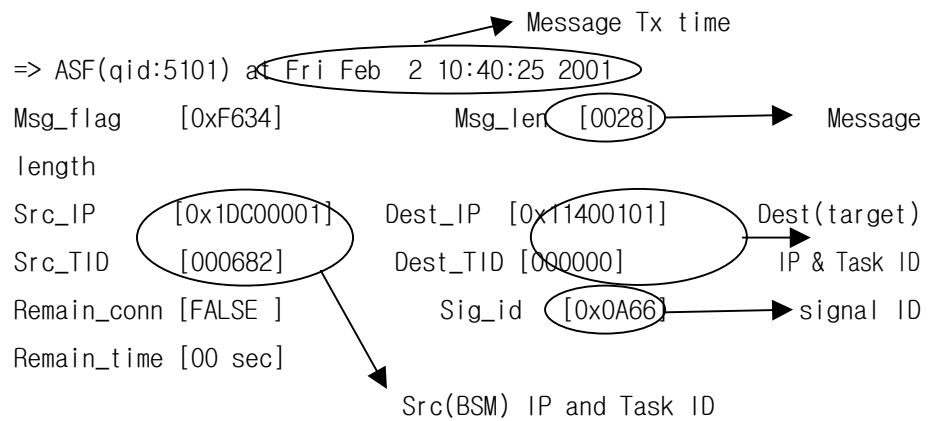 Message Tx time
=> ASF(qid:5101) at Fri Feb  2 10:40:25 2001
Msg_flag [0xF634] Msg_len [0028] Message
length
Src_IP [0x1DC00001] Dest_IP [0x11400101] Dest(target)
Src_TID [000682] Dest_TID [000000] IP & Task ID
Remain_conn [FALSE ] Sig_id [0x0A66] signal ID
Remain_time [00 sec]
Src(BSM) IP and Task ID